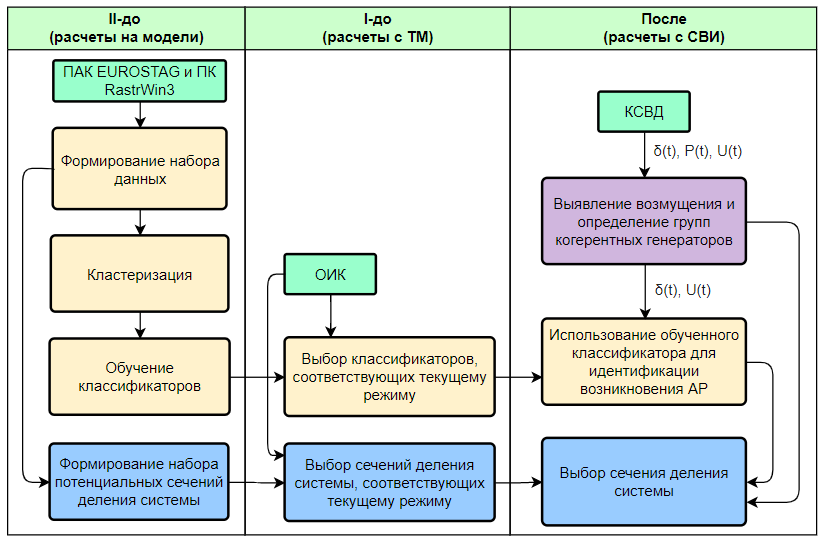 II-до
(расчеты на модели)
I-до
(расчеты с ТМ)
После
(расчеты с СВИ)
ПАК EUROSTAG и ПК
RastrWin3
Формирование набора
данных
Кластеризация
Обучение
классификаторов
Формирование набора
потенциальных сечений
деления системы
ОИК
Выбор классификаторов,
соответствующих текущему
режиму
Выбор сечений деления
системы, соответствующих
текущему режиму
КСВД
δ(t), P(t), U(t)
Выявление возмущения и
определение групп
когерентных генераторов
δ(t), U(t)
Использование обученного
классификатора для
идентификации
возникновения АР
Выбор сечения деления
системы